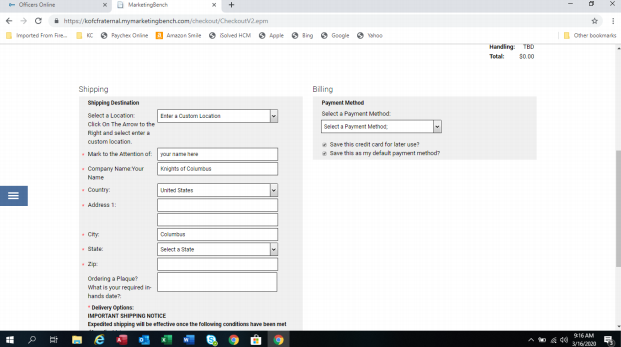 Officers Online
MarketingBench
https://kofcfraternal.mymarketingbench.com/checkout/CheckoutV2.epm
Imported From Fire... KC Paychex Online Amazon Smile iSolved HCM Apple Bing Google Yahoo Other bookmarks
Handling: TBD
Total: $0.00
Shipping
Shipping Destination
Select a Location:
Click On The Arrow to the
Right and select enter a
custom location.
Enter a Custom Location
* Mark to the Attention of: your name here
* Company Name:Your
Name
Knights of Columbus
* Country: United States
* Address 1:
* City: Columbus
* State: Select a State
* Zip:
Ordering a Plaque?
What is your required in-
hands date?:
* Delivery Options:
IMPORTANT SHIPPING NOTICE
Expedited shipping will be effective once the following conditions have been met
Billing
Payment Method
Select a Payment Method:
Select a Payment Method:
Save this credit card for later use?
Save this as my default payment method?
9:16 AM
3/16/2020